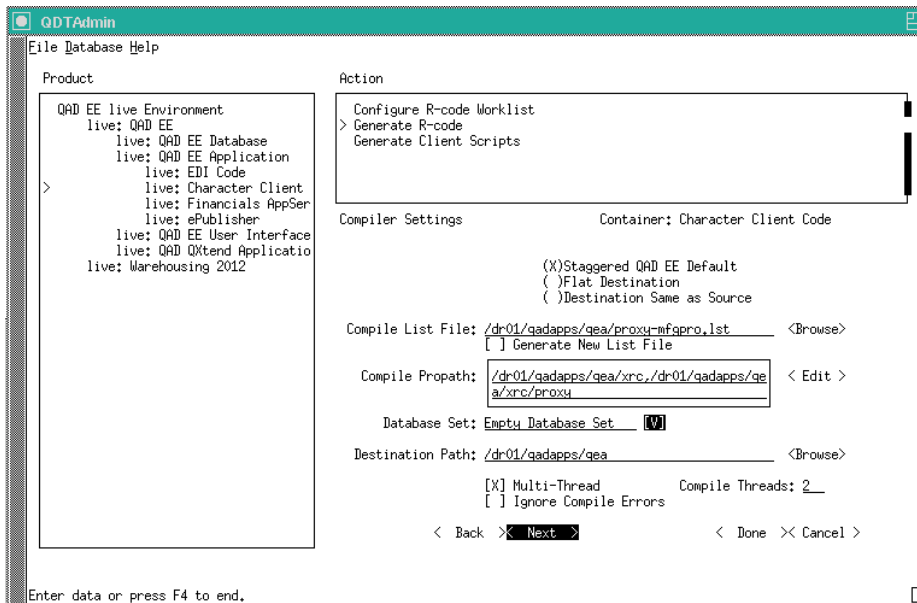 QDTAdmin
File Database Help
Product
QAD EE live Environment
live: QAD EE
live: QAD EE Database
live: QAD EE Application
live: EDI Code
> live: Character Client
live: Financials AppSer
live: ePublisher
live: QAD EE User Interface
live: QAD QXtend Applicatio
live: Warehousing 2012
Action
Configure R-code Worklist
> Generate R-code
Generate Client Scripts
Compiler Settings Container: Character Client Code
(X)Staggered QAD EE Default
( )Flat Destination
( )Destination Same as Source
Compile List File: /dr01/qadapps/qea/proxy-mfgpro.lst <Browse>
[ ] Generate New List File
Compile Propath: /dr01/qadapps/qea/xrc,/dr01/qadapps/qe < Edit >
a/xrc/proxy
Database Set: Empty Database Set [V]
Destination Path: /dr01/qadapps/qea <Browse>
[X] Multi-Thread Compile Threads: 2
[ ] Ignore Compile Errors
< Back >< Next > < Done >< Cancel >
Enter data or press F4 to end.